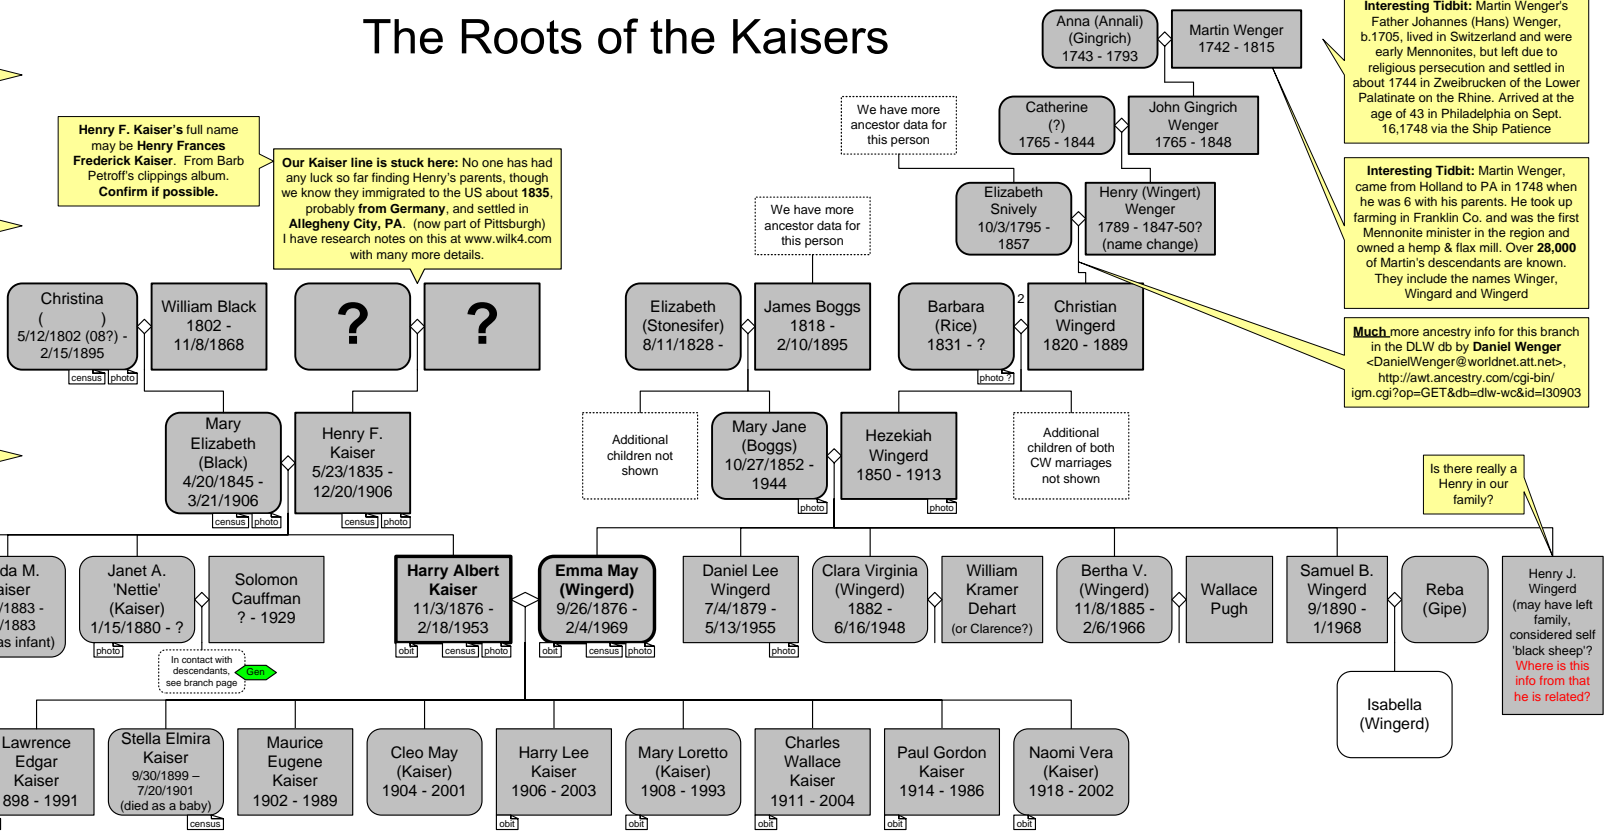 The Roots of the Kaisers
Anna (Annali)
(Gingrich)
1743 - 1793
Martin Wenger
1742 - 1815
Interesting Tidbit: Martin Wenger's
Father Johannes (Hans) Wenger,
b.1705, lived in Switzerland and were
early Mennonites, but left due to
religious persecution and settled in
about 1744 in Zweibrucken of the Lower
Palatinate on the Rhine. Arrived at the
age of 43 in Philadelphia on Sept.
16,1748 via the Ship Patience
We have more
ancestor data for
this person
Catherine
(?)
1765 - 1844
John Gingrich
Wenger
1765 - 1848
Henry F. Kaiser's full name
may be Henry Frances
Frederick Kaiser. From Barb
Petroff's clippings album.
Confirm if possible.
Our Kaiser line is stuck here: No one has had
any luck so far finding Henry's parents, though
we know they immigrated to the US about 1835,
probably from Germany, and settled in
Allegheny City, PA. (now part of Pittsburgh)
I have research notes on this at www.wilk4.com
with many more details.
We have more
ancestor data for
this person
Elizabeth
Snively
10/3/1795 -
1857
Henry (Wingert)
Wenger
1789 - 1847-50?
(name change)
Interesting Tidbit: Martin Wenger,
came from Holland to PA in 1748 when
he was 6 with his parents. He took up
farming in Franklin Co. and was the first
Mennonite minister in the region and
owned a hemp & flax mill. Over 28,000
of Martin's descendants are known.
They include the names Winger,
Wingard and Wingerd
Christina
( )
5/12/1802 (08?) -
2/15/1895
census
photo
William Black
1802 -
11/8/1868
?
?
Elizabeth
(Stonesifer)
8/11/1828 -
James Boggs
1818 -
2/10/1895
Barbara
(Rice)
1831 - ?
photo ?
2
Christian
Wingerd
1820 - 1889
Much more ancestry info for this branch
in the DLW db by Daniel Wenger
<DanielWenger@worldnet.att.net>,
http://awt.ancestry.com/cgi-bin/
igm.cgi?op=GET&db=dlw-wc&id=I30903
Mary
Elizabeth
(Black)
4/20/1845 -
3/21/1906
census
photo
Henry F.
Kaiser
5/23/1835 -
12/20/1906
census
photo
Additional
children not
shown
Mary Jane
(Boggs)
10/27/1852 -
1944
photo
Hezekiah
Wingerd
1850 - 1913
photo
Additional
children of both
CW marriages
not shown
Is there really a
Henry in our
family?
da M.
aiser
/1883 -
/1883
as infant)
Janet A.
'Nettie'
(Kaiser)
1/15/1880 - ?
photo
Solomon
Cauffman
? - 1929
In contact with
descendants,
see branch page
Gen
Harry Albert
Kaiser
11/3/1876 -
2/18/1953
obit
census
photo
Emma May
(Wingerd)
9/26/1876 -
2/4/1969
obit
census
photo
Daniel Lee
Wingerd
7/4/1879 -
5/13/1955
photo
Clara Virginia
(Wingerd)
1882 -
6/16/1948
William
Kramer
Dehart
(or Clarence?)
Bertha V.
(Wingerd)
11/8/1885 -
2/6/1966
Wallace
Pugh
Samuel B.
Wingerd
9/1890 -
1/1968
Reba
(Gipe)
Henry J.
Wingerd
(may have left
family,
considered self
'black sheep'?
Where is this
info from that
he is related?
Isabella
(Wingerd)
Lawrence
Edgar
Kaiser
898 - 1991
Stella Elmira
Kaiser
9/30/1899 –
7/20/1901
(died as a baby)
census
Maurice
Eugene
Kaiser
1902 - 1989
Cleo May
(Kaiser)
1904 - 2001
Harry Lee
Kaiser
1906 - 2003
obit
Mary Loretto
(Kaiser)
1908 - 1993
obit
Charles
Wallace
Kaiser
1911 - 2004
obit
Paul Gordon
Kaiser
1914 - 1986
obit
Naomi Vera
(Kaiser)
1918 - 2002
obit